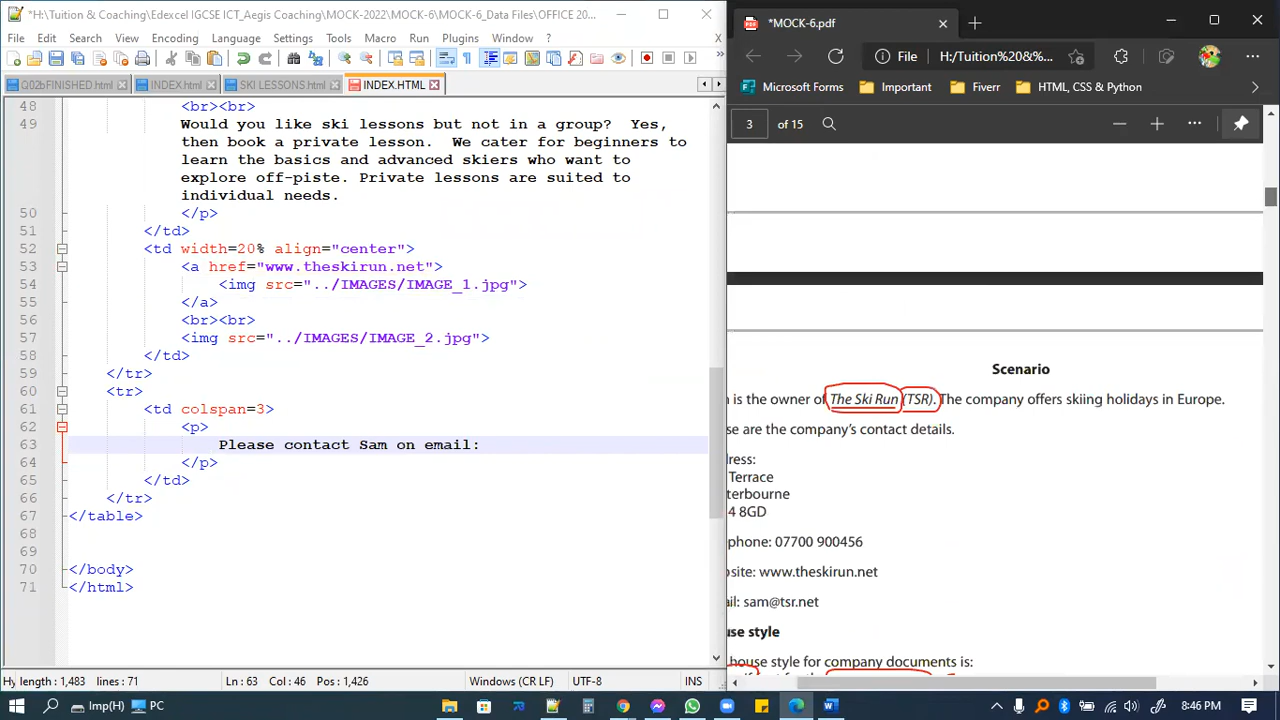 *H:\Tuition & Coaching\Edexcel IGCSE ICT_Aegis Coaching\MOCK-2022\MOCK-6\MOCK-6_Data Files\OFFICE 20...
File Edit Search View Encoding Language Settings Tools Macro Run Plugins Window ? X
Q02bFINISHED.html INDEX.html SKI LESSONS.html INDEX.HTML
48 <br><br>
49 Would you like ski lessons but not in a group? Yes,
then book a private lesson. We cater for beginners to
learn the basics and advanced skiers who want to
explore off-piste. Private lessons are suited to
individual needs.
50 </p>
51 </td>
52 <td width=20% align="center">
53 <a href="www.theskirun.net">
54 <img src="../IMAGES/IMAGE_1.jpg">
55 </a>
56 <br><br>
57 <img src="../IMAGES/IMAGE_2.jpg">
58 </td>
59 </tr>
60 <tr>
61 <td colspan=3>
62 <p>
63 Please contact Sam on email:
64 </p>
65 </td>
66 </tr>
67 </table>
68
69
70 </body>
71 </html>
length : 1,483 lines : 71 Ln : 63 Col : 46 Pos : 1,426 Windows (CR LF) UTF-8 INS
*MOCK-6.pdf
File H:/Tuition%20&%...
Microsoft Forms Important Fiverr HTML, CSS & Python
3 of 15
Scenario
is the owner of The Ski Run (TSR). The company offers skiing holidays in Europe.
se are the company's contact details.
dress:
Terrace
terbourne
4 8GD
ephone: 07700 900456
bsite: www.theskirun.net
ail: sam@tsr.net
use style
house style for company documents is:
Imp(H) PC 8:46 PM